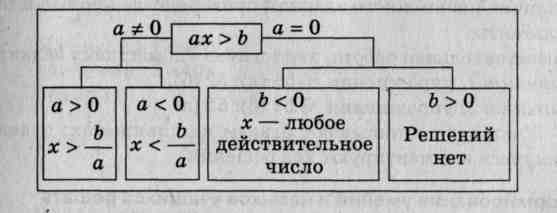 a ≠ 0
ax > b
a = 0
a > 0
x > b/a
a < 0
x < b/a
b < 0
x — любое
действительное
число
b > 0
Решений
нет